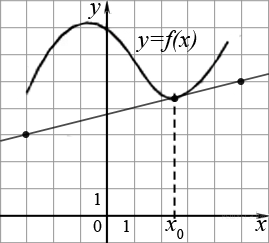 y
y=f(x)
1
0 1 x₀ x